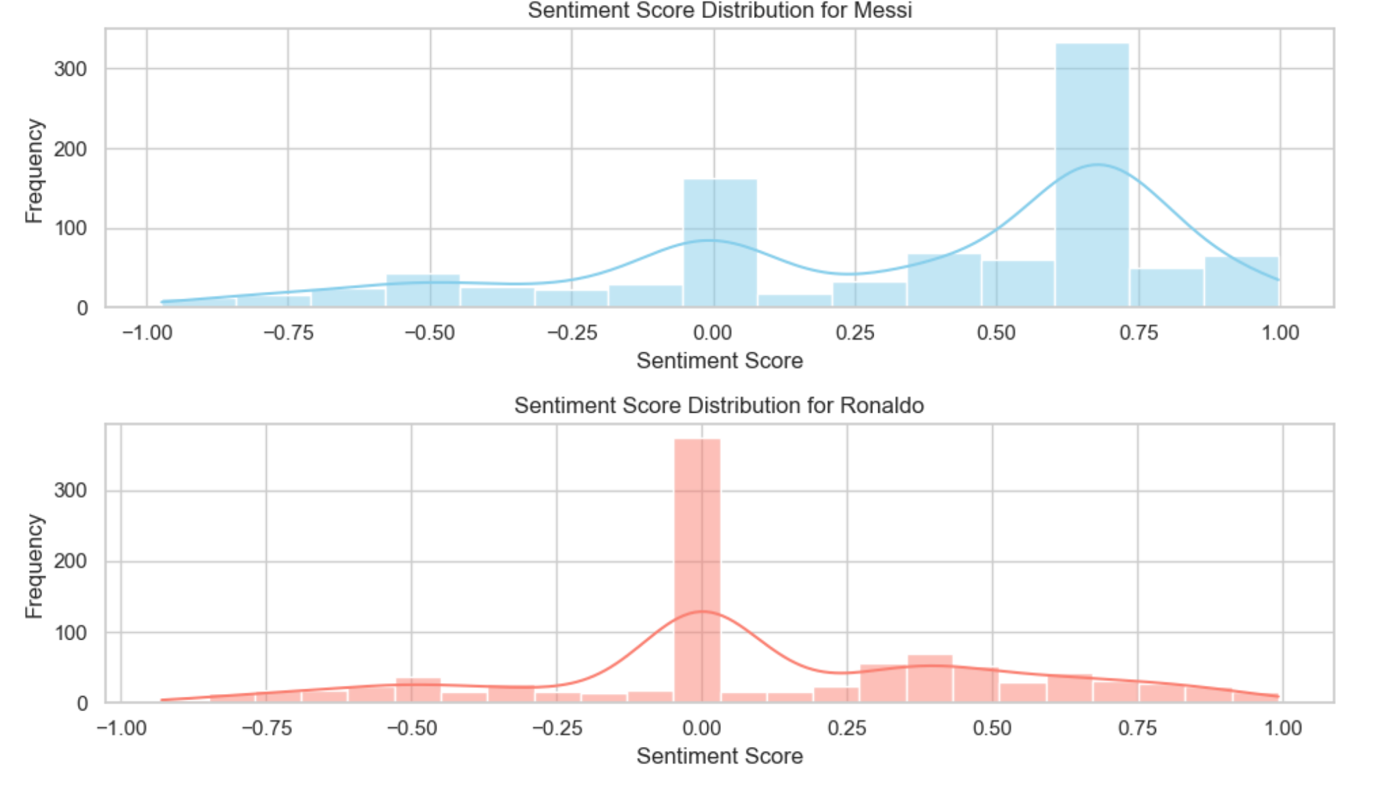 Sentiment Score Distribution for Messi
Frequency
300
200
100
0
−1.00 −0.75 −0.50 −0.25 0.00 0.25 0.50 0.75 1.00
Sentiment Score
Sentiment Score Distribution for Ronaldo
Frequency
300
200
100
0
−1.00 −0.75 −0.50 −0.25 0.00 0.25 0.50 0.75 1.00
Sentiment Score